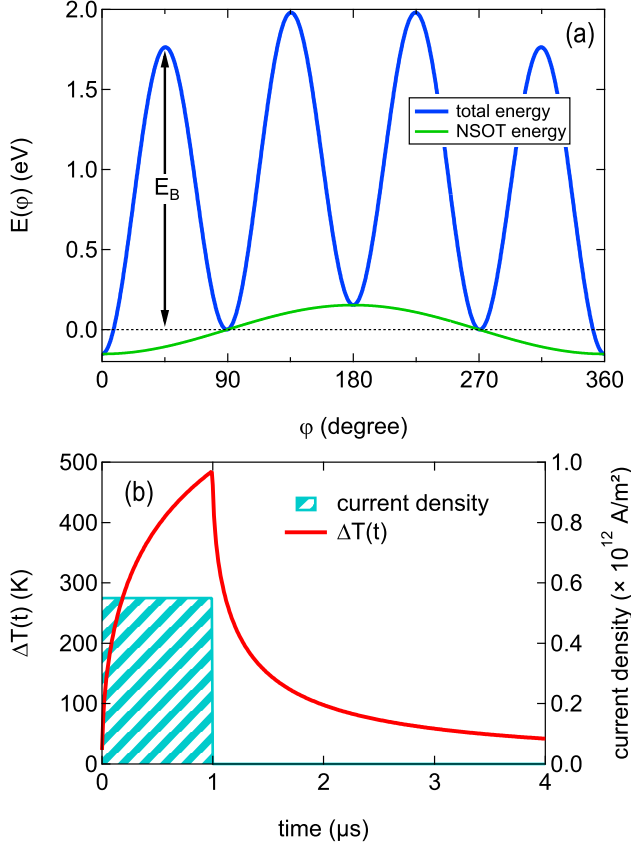 2.0
1.5
1.0
0.5
0.0
E(φ) (eV)
(a)
total energy
NSOT energy
E_B
0
90
180
270
360
φ (degree)
500
400
300
200
100
0
ΔT(t) (K)
(b)
current density
ΔT(t)
1.0
0.8
0.6
0.4
0.2
0.0
current density (× 10¹² A/m²)
0
1
2
3
4
time (µs)